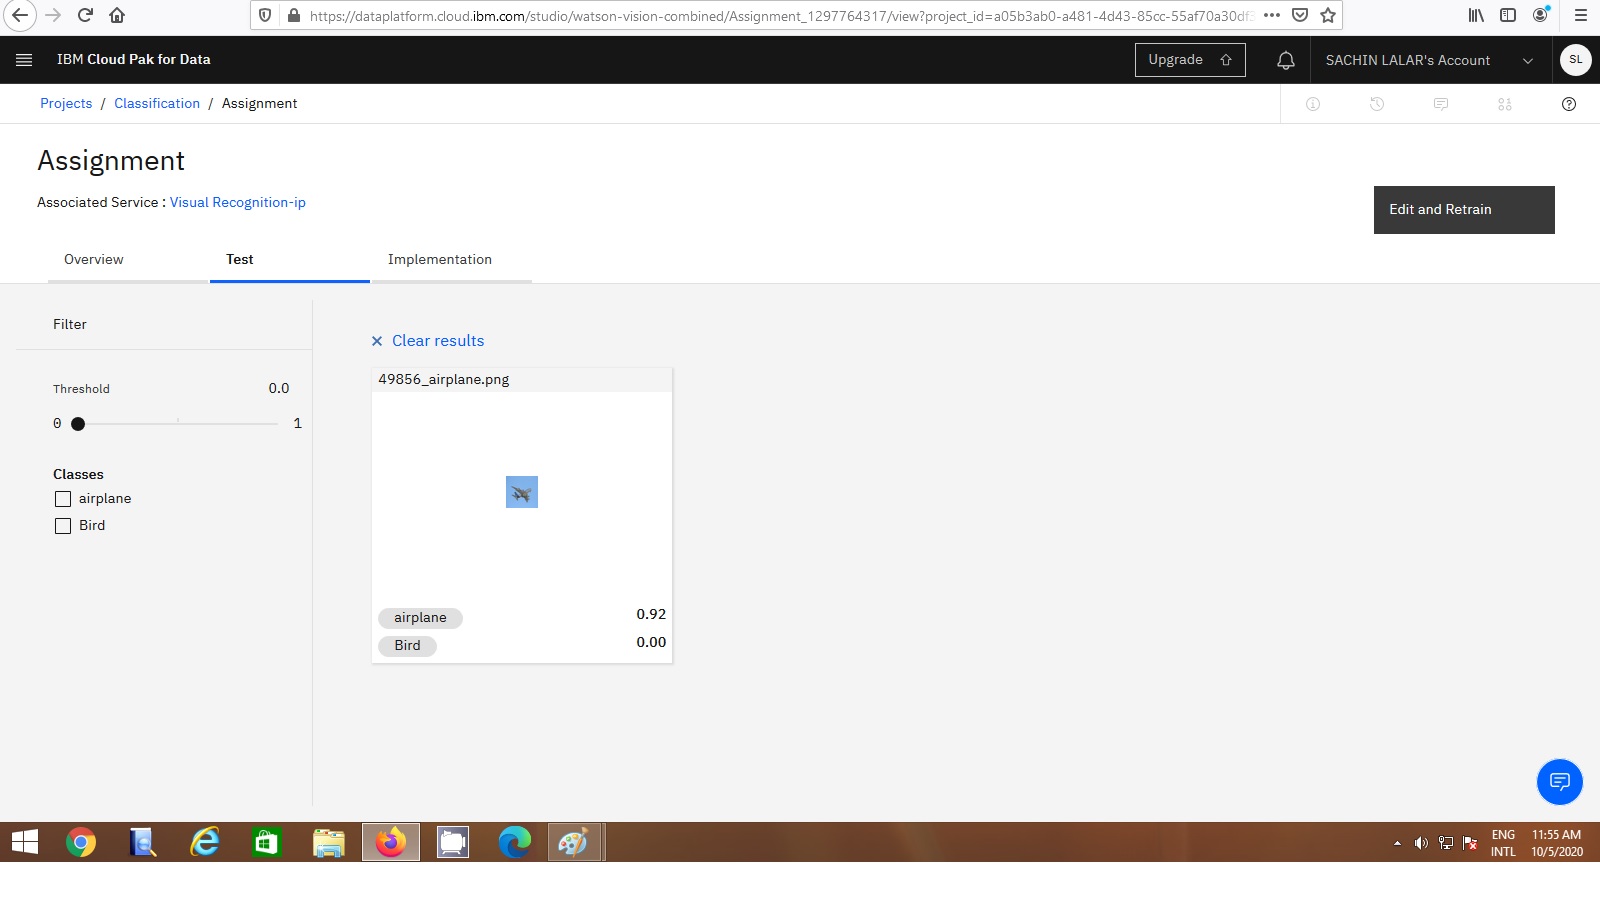 https://dataplatform.cloud.ibm.com/studio/watson-vision-combined/Assignment_1297764317/view?project_id=a05b3ab0-a481-4d43-85cc-55af70a30df3
IBM Cloud Pak for Data
Upgrade
SACHIN LALAR's Account
SL
Projects / Classification / Assignment
Assignment
Associated Service : Visual Recognition-ip
Edit and Retrain
Overview
Test
Implementation
Filter
Clear results
49856_airplane.png
Threshold 0.0
0 1
Classes
airplane
Bird
airplane 0.92
Bird 0.00
ENG 11:55 AM
INTL 10/5/2020